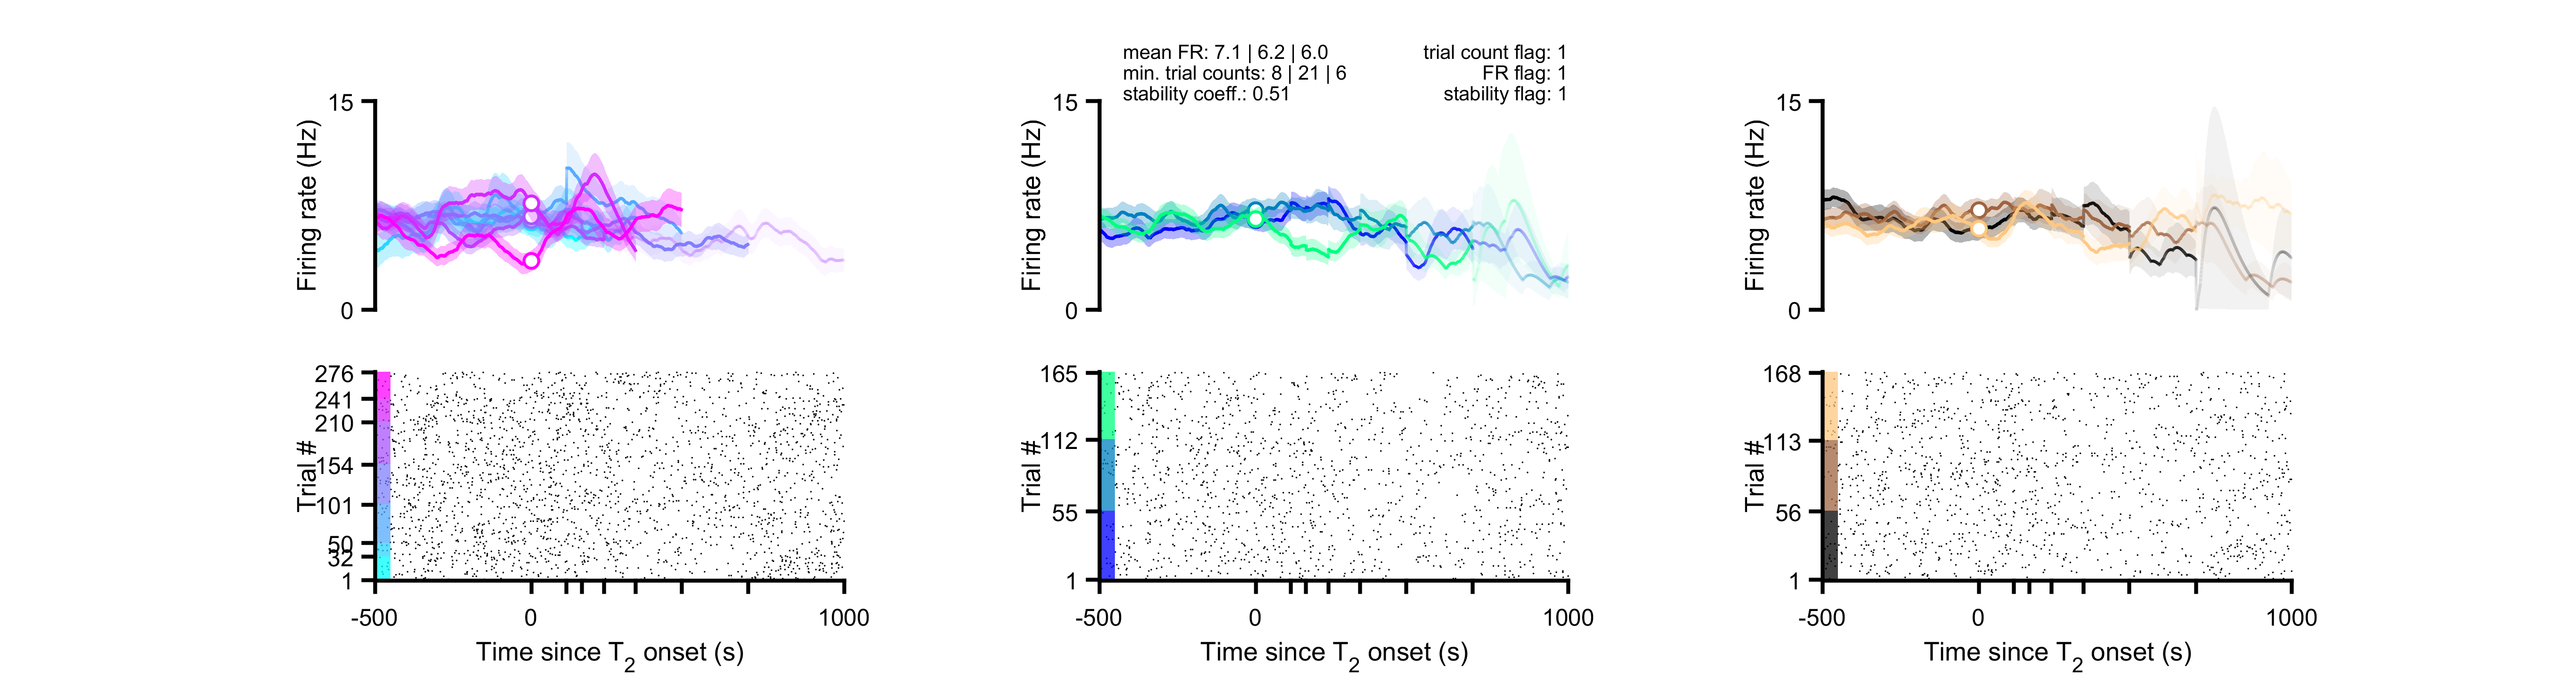 mean FR: 7.1 | 6.2 | 6.0
min. trial counts: 8 | 21 | 6
stability coeff.: 0.51
trial count flag: 1
FR flag: 1
stability flag: 1
15
Firing rate (Hz)
0
15
Firing rate (Hz)
0
15
Firing rate (Hz)
0
276
241
210
154
101
50
32
1
Trial #
-500
0
1000
Time since T2 onset (s)
165
112
55
1
Trial #
-500
0
1000
Time since T2 onset (s)
168
113
56
1
Trial #
-500
0
1000
Time since T2 onset (s)